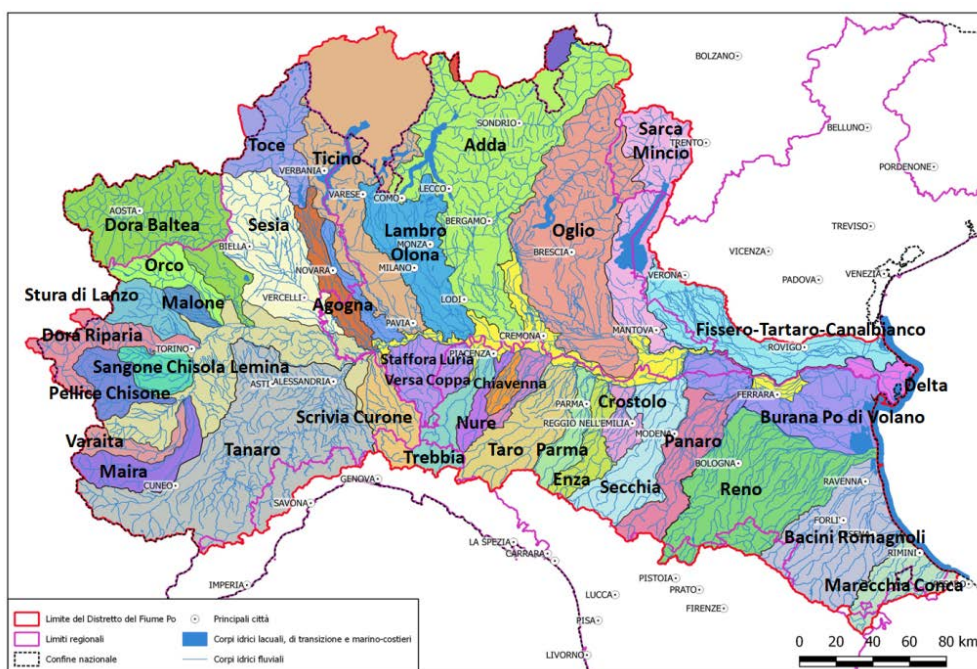 BOLZANO
SONDRIO
Sarca
Mincio
TRENTO
BELLUNO
PORDENONE
Toce
Ticino
Adda
VERBANIA
VARESE
COMO
LECCO
AOSTA
Dora Baltea
Sesia
BIELLA
Lambro
Olona
MONZA
BERGAMO
Oglio
BRESCIA
TREVISO
VICENZA
VENEZIA
PADOVA
VERONA
Orco
Stura di Lanzo
Malone
VERCELLI
NOVARA
Agogna
MILANO
LODI
PAVIA
CREMONA
MANTOVA
Fissero-Tartaro-Canalbianco
ROVIGO
Dora Riparia
TORINO
Sangone Chisola Lemina
Pellice Chisone
ASTI
ALESSANDRIA
Staffora Luria
Versa Coppa
PIACENZA
Chiavenna
Scrivia Curone
Nure
Trebbia
Taro
Parma
PARMA
Enza
Crostolo
REGGIO NELL'EMILIA
MODENA
Secchia
Panaro
FERRARA
Delta
Burana Po di Volano
BOLOGNA
Reno
RAVENNA
Varaita
Maira
CUNEO
Tanaro
SAVONA
GENOVA
FORLI'
Bacini Romagnoli
RIMINI
Marecchia Conca
IMPERIA
LA SPEZIA
CARRARA
PISTOIA
PRATO
LUCCA
FIRENZE
PISA
LIVORNO
Limite del Distretto del Fiume Po
Limiti regionali
Confine nazionale
Principali città
Corpi idrici lacuali, di transizione e marino-costieri
Corpi idrici fluviali
0 20 40 60 80 km